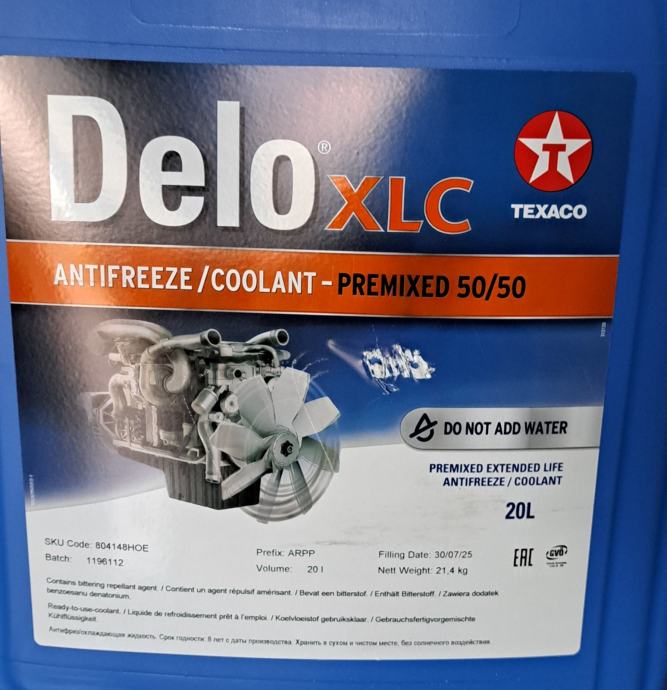 Delo® XLC
TEXACO
ANTIFREEZE/COOLANT - PREMIXED 50/50
DO NOT ADD WATER
PREMIXED EXTENDED LIFE
ANTIFREEZE / COOLANT
20L
SKU Code: 804148HOE
Batch: 1196112
Prefix: ARPP
Volume: 20 l
Filling Date: 30/07/25
Nett Weight: 21,4 kg
EAC
GVÖ
Contains bittering repellant agent. / Contient un agent répulsif amérisant. / Bevat een bitterstof. / Enthält Bitterstoff. / Zawiera dodatek
benzoesanu denatonium.
Ready-to-use-coolant. / Liquide de refroidissement prêt à l'emploi. / Koelvloeistof gebruiksklaar. / Gebrauchsfertigvorgemischte
Kühlflüssigkeit.
Антифриз/охлаждающая жидкость. Срок годности: 8 лет с даты производства. Хранить в сухом и чистом месте, без солнечного воздействия.